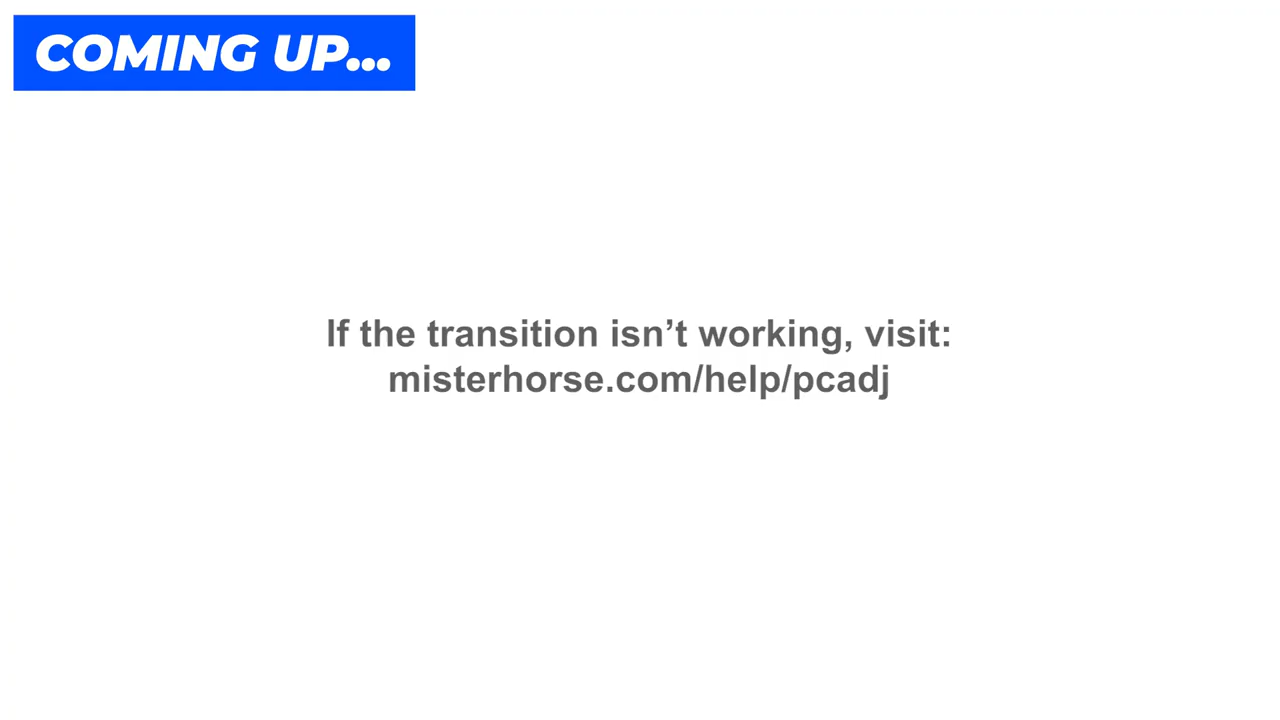 COMING UP...
If the transition isn’t working, visit:
misterhorse.com/help/pcadj